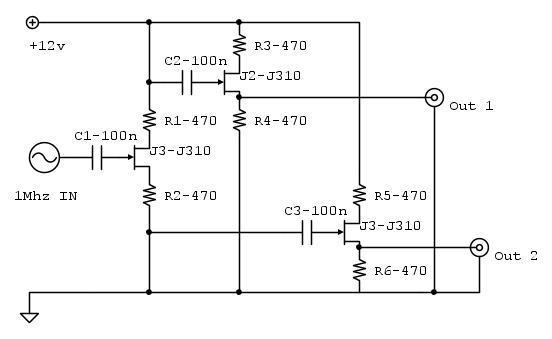 +12v
C2-100n
R3-470
J2-J310
R1-470
R4-470
Out 1
C1-100n
J3-J310
1Mhz IN
R2-470
C3-100n
R5-470
J3-J310
R6-470
Out 2